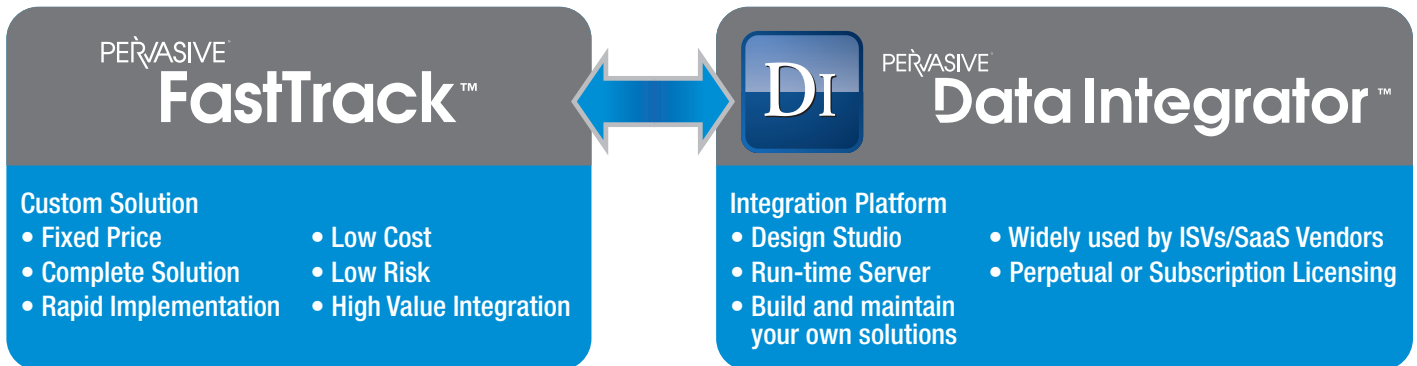 PERVASIVE
FastTrack™
Custom Solution
• Fixed Price
• Complete Solution
• Rapid Implementation
• Low Cost
• Low Risk
• High Value Integration
DI
PERVASIVE
Data Integrator™
Integration Platform
• Design Studio
• Run-time Server
• Build and maintain
your own solutions
• Widely used by ISVs/SaaS Vendors
• Perpetual or Subscription Licensing